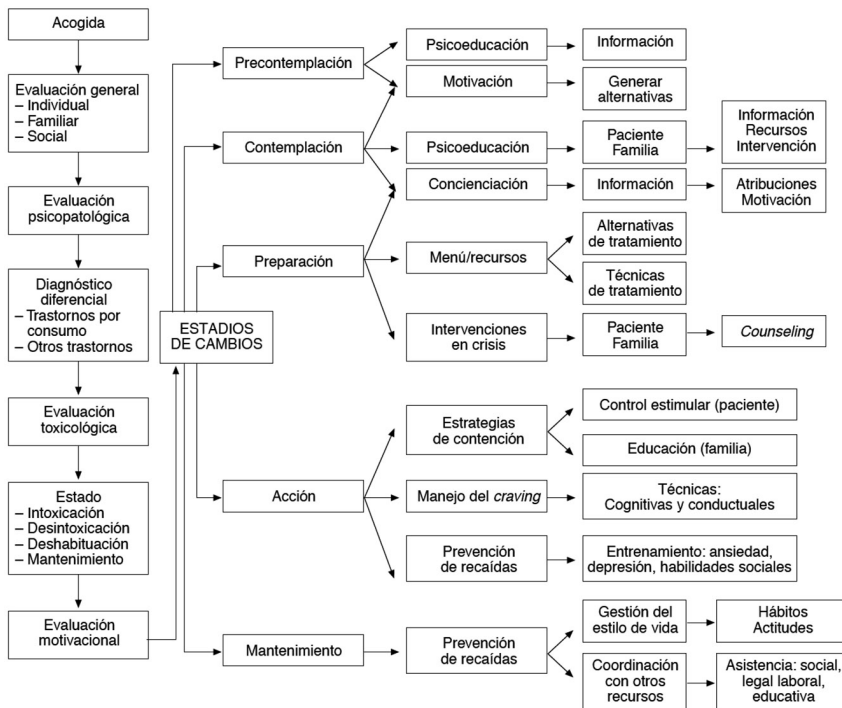 Acogida
Evaluación general
– Individual
– Familiar
– Social
Evaluación
psicopatológica
Diagnóstico
diferencial
– Trastornos por
consumo
– Otros trastornos
Evaluación
toxicológica
Estado
– Intoxicación
– Desintoxicación
– Deshabituación
– Mantenimiento
Evaluación
motivacional
ESTADIOS
DE CAMBIOS
Precontemplación
Psicoeducación
Información
Motivación
Generar
alternativas
Contemplación
Psicoeducación
Paciente
Familia
Información
Recursos
Intervención
Concienciación
Información
Atribuciones
Motivación
Preparación
Menú/recursos
Alternativas
de tratamiento
Técnicas
de tratamiento
Intervenciones
en crisis
Paciente
Familia
Counseling
Acción
Estrategias
de contención
Control estimular (paciente)
Educación (familia)
Manejo del craving
Técnicas:
Cognitivas y conductuales
Prevención
de recaídas
Entrenamiento: ansiedad,
depresión, habilidades sociales
Mantenimiento
Prevención
de recaídas
Gestión del
estilo de vida
Hábitos
Actitudes
Coordinación
con otros
recursos
Asistencia: social,
legal laboral,
educativa